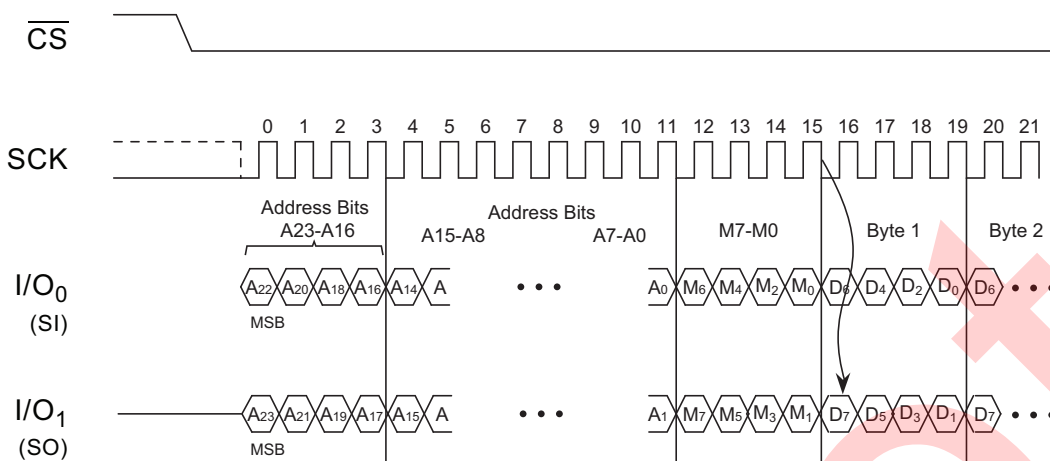 CS
0 1 2 3 4 5 6 7 8 9 10 11 12 13 14 15 16 17 18 19 20 21
SCK
Address Bits
A23-A16
Address Bits
A15-A8
A7-A0
M7-M0
Byte 1
Byte 2
I/O0
(SI)
A22 A20 A18 A16 A14 A • • • A0 M6 M4 M2 M0 D6 D4 D2 D0 D6 • • •
MSB
I/O1
(SO)
A23 A21 A19 A17 A15 A • • • A1 M7 M5 M3 M1 D7 D5 D3 D1 D7 • • •
MSB